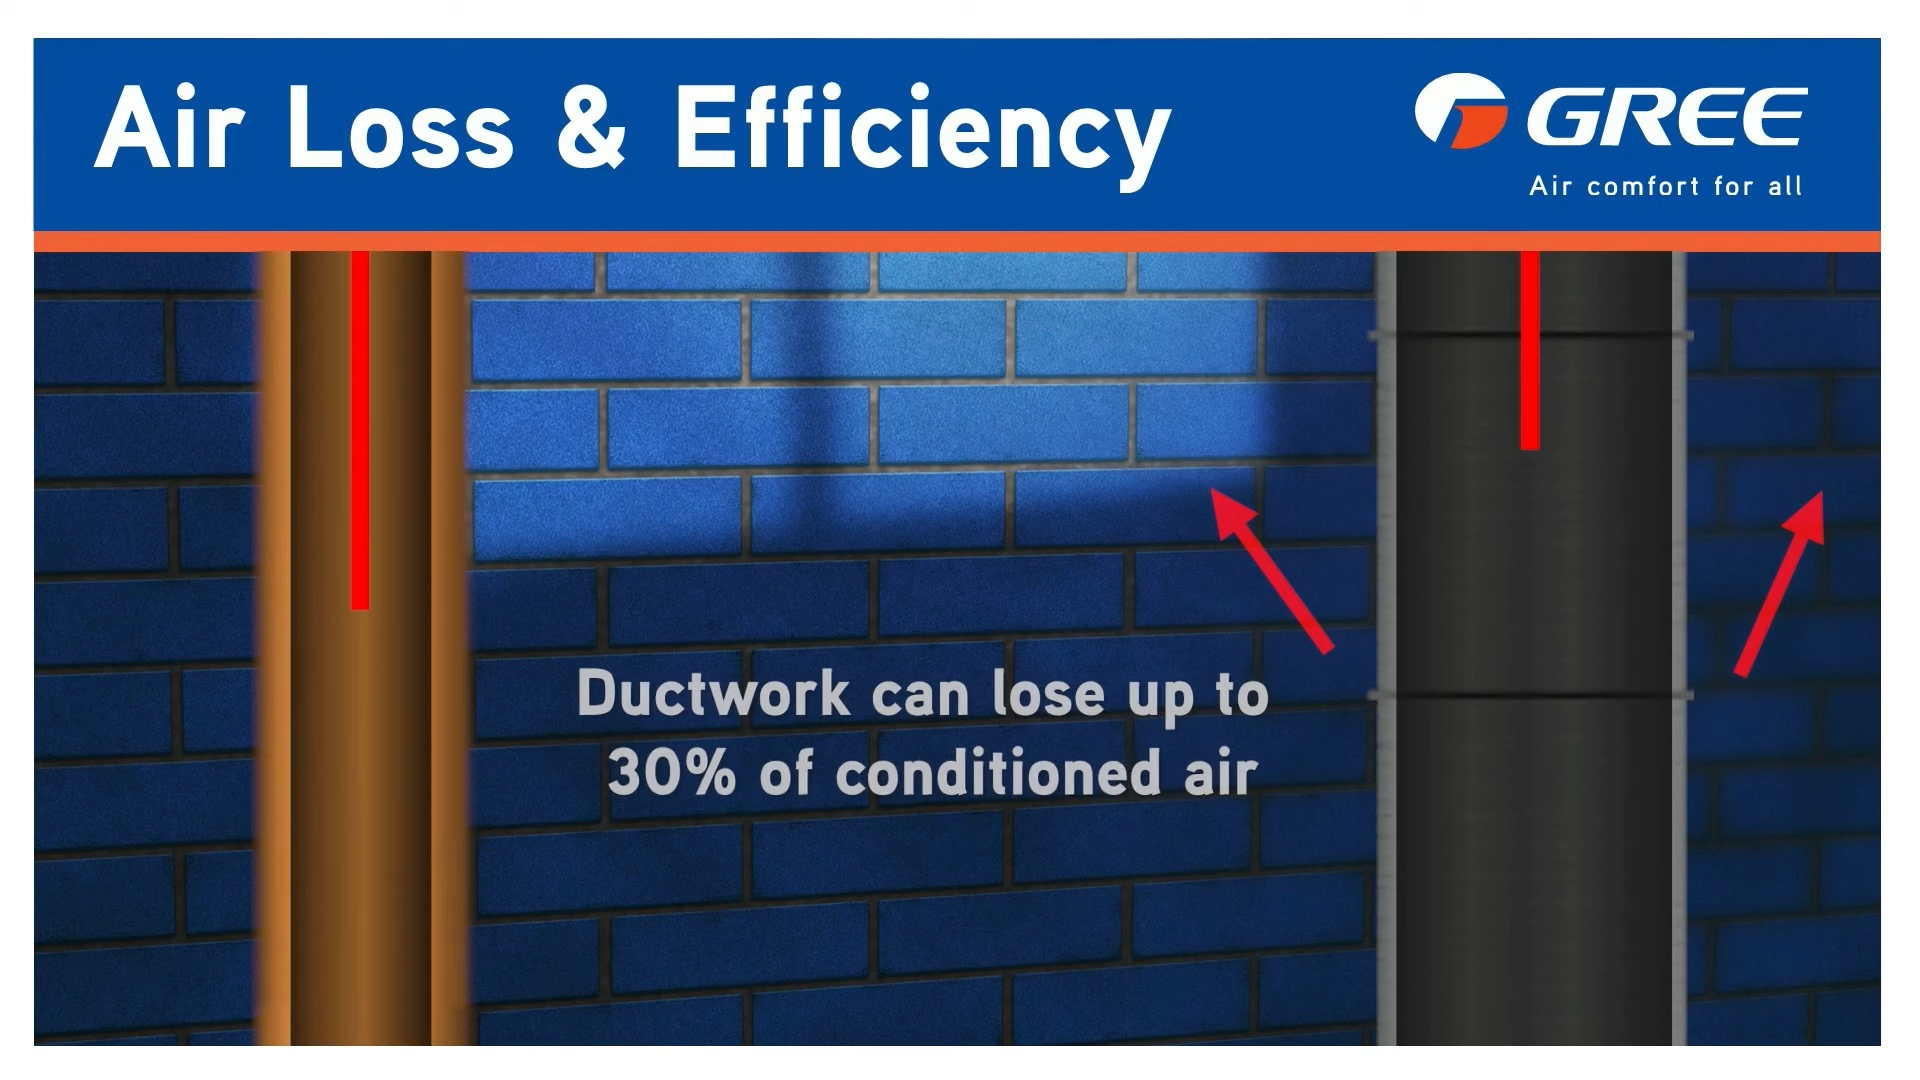 Air Loss & Efficiency
GREE
Air comfort for all
Ductwork can lose up to
30% of conditioned air